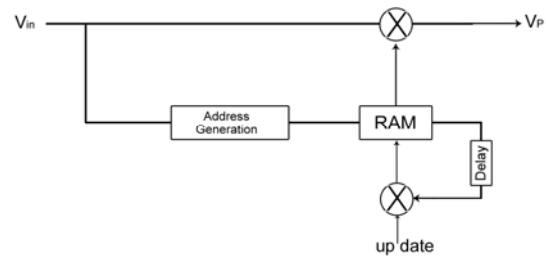 Vin
VP
Address
Generation
RAM
Delay
up date